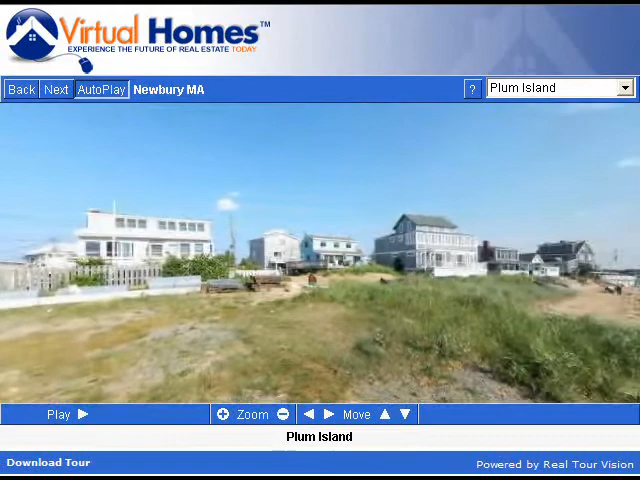 Virtual Homes™
EXPERIENCE THE FUTURE OF REAL ESTATE TODAY
Back Next AutoPlay Newbury MA ? Plum Island
Play Zoom Move
Plum Island
Download Tour Powered by Real Tour Vision